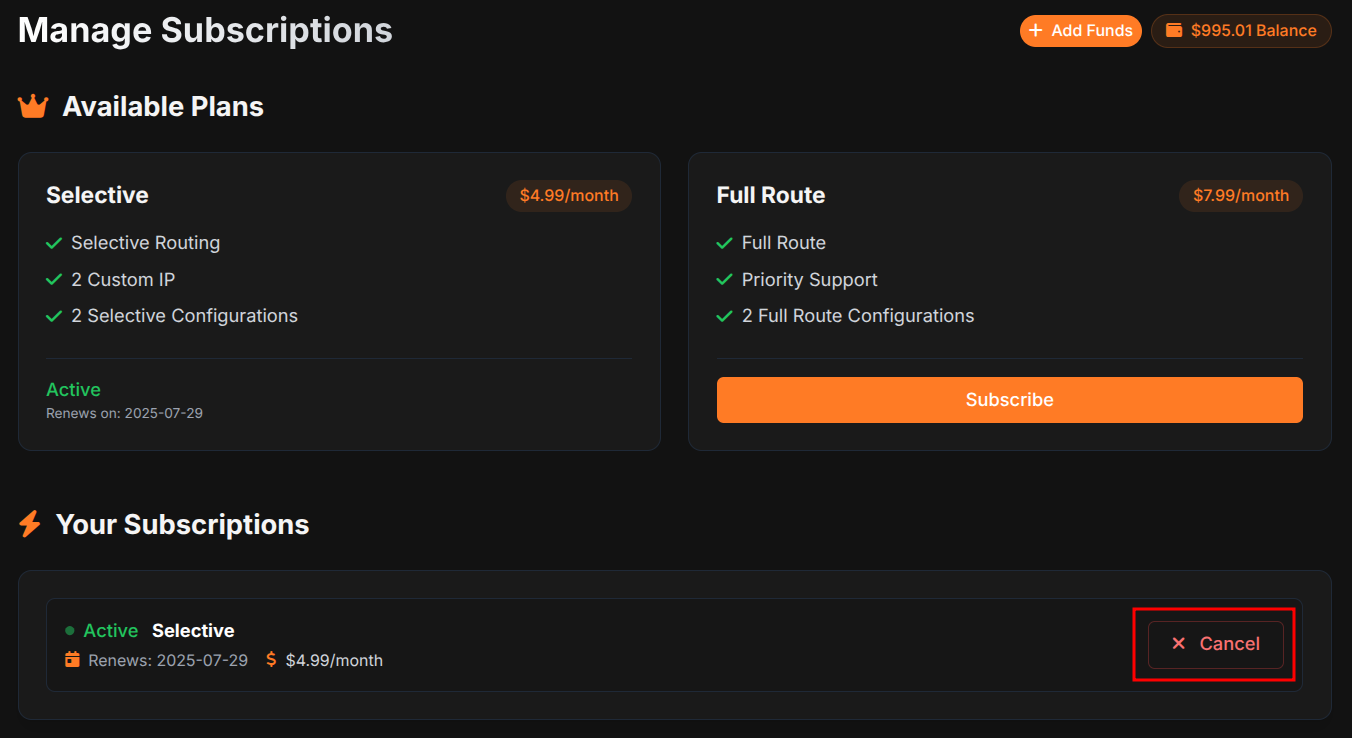 Manage Subscriptions
Add Funds
$995.01 Balance
Available Plans
Selective
$4.99/month
Selective Routing
2 Custom IP
2 Selective Configurations
Active
Renews on: 2025-07-29
Full Route
$7.99/month
Full Route
Priority Support
2 Full Route Configurations
Subscribe
Your Subscriptions
Active Selective
Renews: 2025-07-29 $ $4.99/month
Cancel